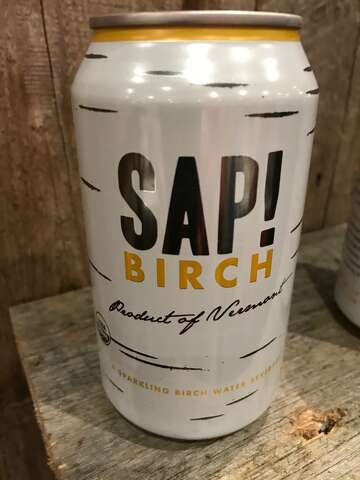 SAP!
BIRCH
Product of Vermont
SPARKLING BIRCH WATER